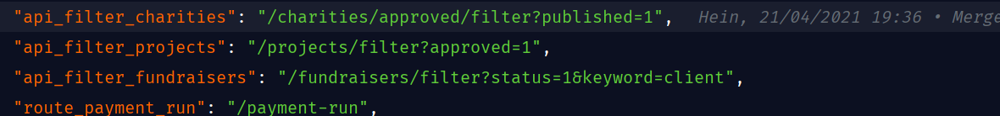 "api_filter_charities": "/charities/approved/filter?published=1", Hein, 21/04/2021 19:36 • Merge
"api_filter_projects": "/projects/filter?approved=1",
"api_filter_fundraisers": "/fundraisers/filter?status=1&keyword=client",
"route_payment_run": "/payment-run",